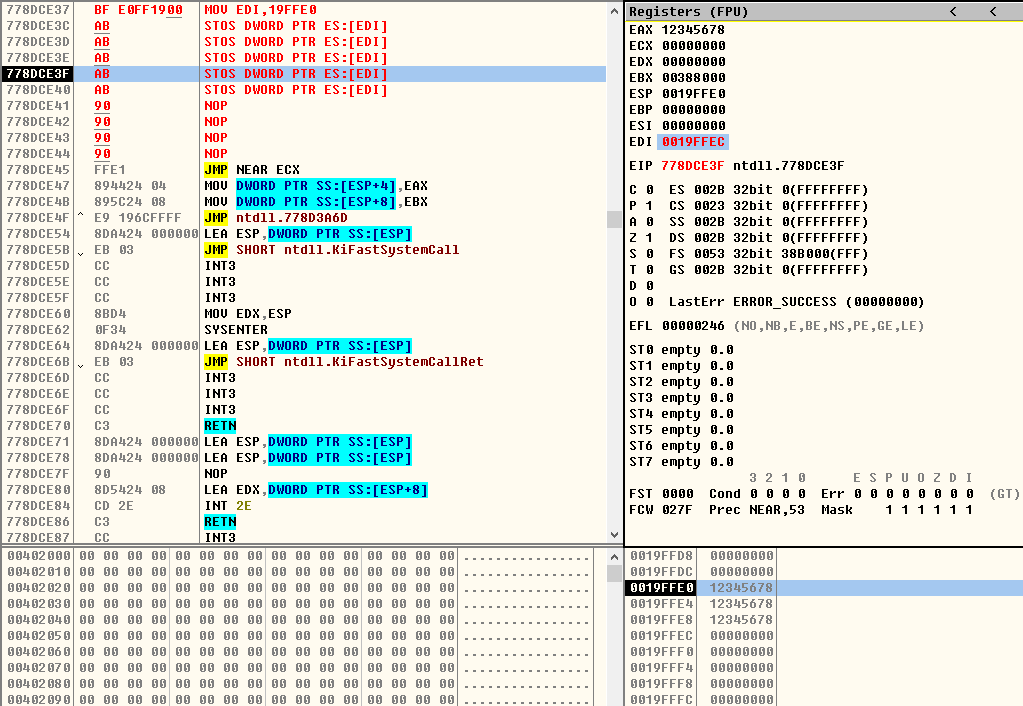 778DCE37 BF E0FF1900 MOV EDI,19FFE0
778DCE3C AB STOS DWORD PTR ES:[EDI]
778DCE3D AB STOS DWORD PTR ES:[EDI]
778DCE3E AB STOS DWORD PTR ES:[EDI]
778DCE3F AB STOS DWORD PTR ES:[EDI]
778DCE40 AB STOS DWORD PTR ES:[EDI]
778DCE41 90 NOP
778DCE42 90 NOP
778DCE43 90 NOP
778DCE44 90 NOP
778DCE45 FFE1 JMP NEAR ECX
778DCE47 894424 04 MOV DWORD PTR SS:[ESP+4],EAX
778DCE4B 895C24 08 MOV DWORD PTR SS:[ESP+8],EBX
778DCE4F ^ E9 196CFFFF JMP ntdll.778D3A6D
778DCE54 8DA424 000000 LEA ESP,DWORD PTR SS:[ESP]
778DCE5B EB 03 JMP SHORT ntdll.KiFastSystemCall
778DCE5D CC INT3
778DCE5E CC INT3
778DCE5F CC INT3
778DCE60 8BD4 MOV EDX,ESP
778DCE62 0F34 SYSENTER
778DCE64 8DA424 000000 LEA ESP,DWORD PTR SS:[ESP]
778DCE6B EB 03 JMP SHORT ntdll.KiFastSystemCallRet
778DCE6D CC INT3
778DCE6E CC INT3
778DCE6F CC INT3
778DCE70 C3 RETN
778DCE71 8DA424 000000 LEA ESP,DWORD PTR SS:[ESP]
778DCE78 8DA424 000000 LEA ESP,DWORD PTR SS:[ESP]
778DCE7F 90 NOP
778DCE80 8D5424 08 LEA EDX,DWORD PTR SS:[ESP+8]
778DCE84 CD 2E INT 2E
778DCE86 C3 RETN
778DCE87 CC INT3
Registers (FPU) < <
EAX 12345678
ECX 00000000
EDX 00000000
EBX 00388000
ESP 0019FFE0
EBP 00000000
ESI 00000000
EDI 0019FFEC
EIP 778DCE3F ntdll.778DCE3F
C 0 ES 002B 32bit 0(FFFFFFFF)
P 1 CS 0023 32bit 0(FFFFFFFF)
A 0 SS 002B 32bit 0(FFFFFFFF)
Z 1 DS 002B 32bit 0(FFFFFFFF)
S 0 FS 0053 32bit 38B000(FFF)
T 0 GS 002B 32bit 0(FFFFFFFF)
D 0
O 0 LastErr ERROR_SUCCESS (00000000)
EFL 00000246 (NO,NB,E,BE,NS,PE,GE,LE)
ST0 empty 0.0
ST1 empty 0.0
ST2 empty 0.0
ST3 empty 0.0
ST4 empty 0.0
ST5 empty 0.0
ST6 empty 0.0
ST7 empty 0.0
3 2 1 0 E S P U O Z D I
FST 0000 Cond 0 0 0 0 Err 0 0 0 0 0 0 0 0 (GT)
FCW 027F Prec NEAR,53 Mask 1 1 1 1 1 1
00402000 00 00 00 00 00 00 00 00 00 00 00 00 00 00 00 00 ................
00402010 00 00 00 00 00 00 00 00 00 00 00 00 00 00 00 00 ................
00402020 00 00 00 00 00 00 00 00 00 00 00 00 00 00 00 00 ................
00402030 00 00 00 00 00 00 00 00 00 00 00 00 00 00 00 00 ................
00402040 00 00 00 00 00 00 00 00 00 00 00 00 00 00 00 00 ................
00402050 00 00 00 00 00 00 00 00 00 00 00 00 00 00 00 00 ................
00402060 00 00 00 00 00 00 00 00 00 00 00 00 00 00 00 00 ................
00402070 00 00 00 00 00 00 00 00 00 00 00 00 00 00 00 00 ................
00402080 00 00 00 00 00 00 00 00 00 00 00 00 00 00 00 00 ................
00402090 00 00 00 00 00 00 00 00 00 00 00 00 00 00 00 00 ................
0019FFD8 00000000
0019FFDC 00000000
0019FFE0 12345678
0019FFE4 12345678
0019FFE8 12345678
0019FFEC 00000000
0019FFF0 00000000
0019FFF4 00000000
0019FFF8 00000000
0019FFFC 00000000